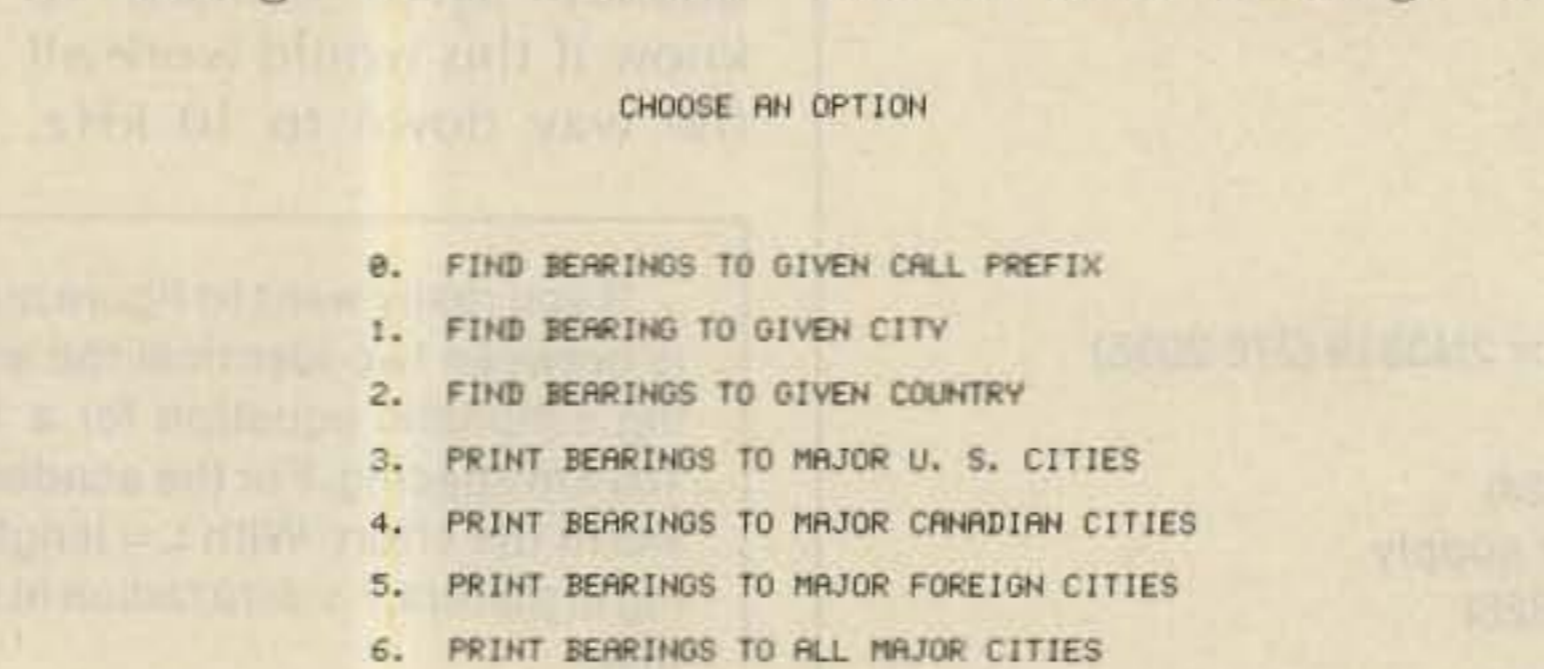 CHOOSE AN OPTION
0. FIND BEARINGS TO GIVEN CALL PREFIX
1. FIND BEARING TO GIVEN CITY
2. FIND BEARINGS TO GIVEN COUNTRY
3. PRINT BEARINGS TO MAJOR U. S. CITIES
4. PRINT BEARINGS TO MAJOR CANADIAN CITIES
5. PRINT BEARINGS TO MAJOR FOREIGN CITIES
6. PRINT BEARINGS TO ALL MAJOR CITIES